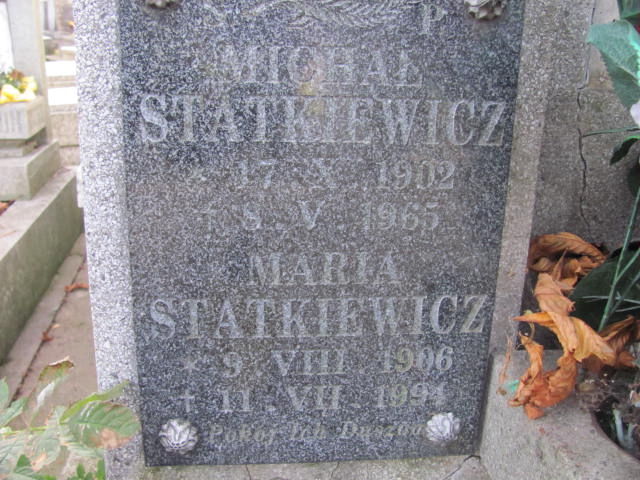 Ś P
MICHAŁ
STATKIEWICZ
* 17 . X . 1902
† 8 . V . 1965
MARIA
STATKIEWICZ
* 9 . VIII . 1906
† 11 . VII . 1994
Pokój Ich Duszom